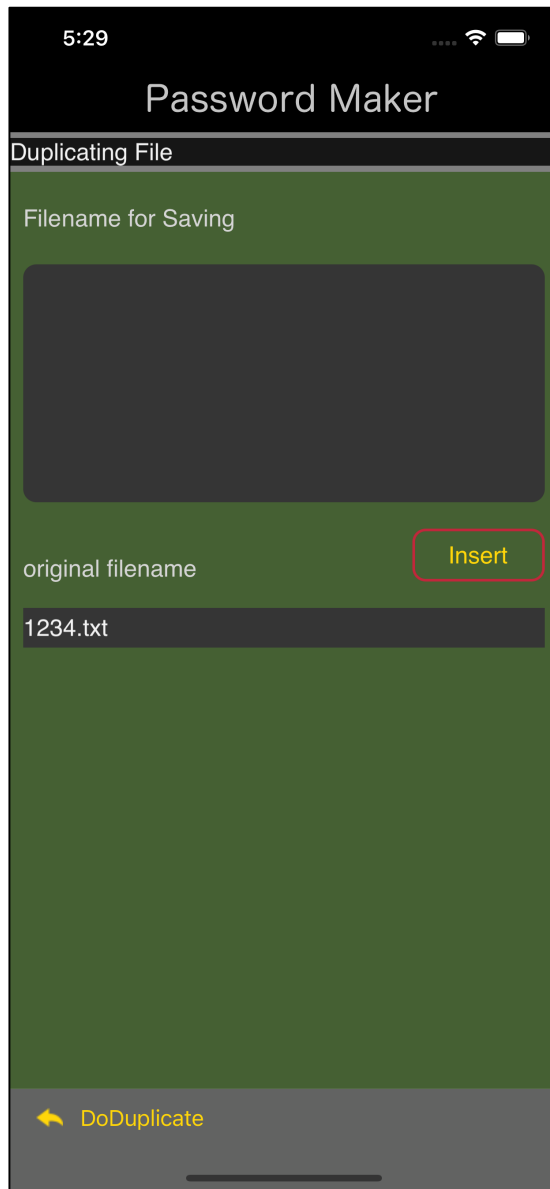 5:29
Password Maker
Duplicating File
Filename for Saving
Insert
original filename
1234.txt
DoDuplicate